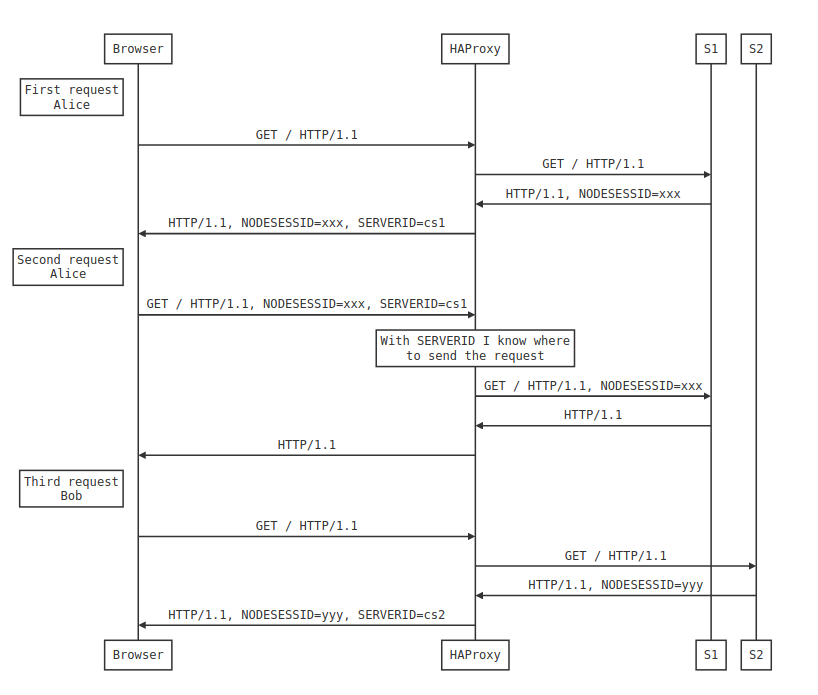 Browser
HAProxy
S1
S2
First request
Alice
GET / HTTP/1.1
GET / HTTP/1.1
HTTP/1.1, NODESESSID=xxx
HTTP/1.1, NODESESSID=xxx, SERVERID=cs1
Second request
Alice
GET / HTTP/1.1, NODESESSID=xxx, SERVERID=cs1
With SERVERID I know where
to send the request
GET / HTTP/1.1, NODESESSID=xxx
HTTP/1.1
HTTP/1.1
Third request
Bob
GET / HTTP/1.1
GET / HTTP/1.1
HTTP/1.1, NODESESSID=yyy
HTTP/1.1, NODESESSID=yyy, SERVERID=cs2
Browser
HAProxy
S1
S2